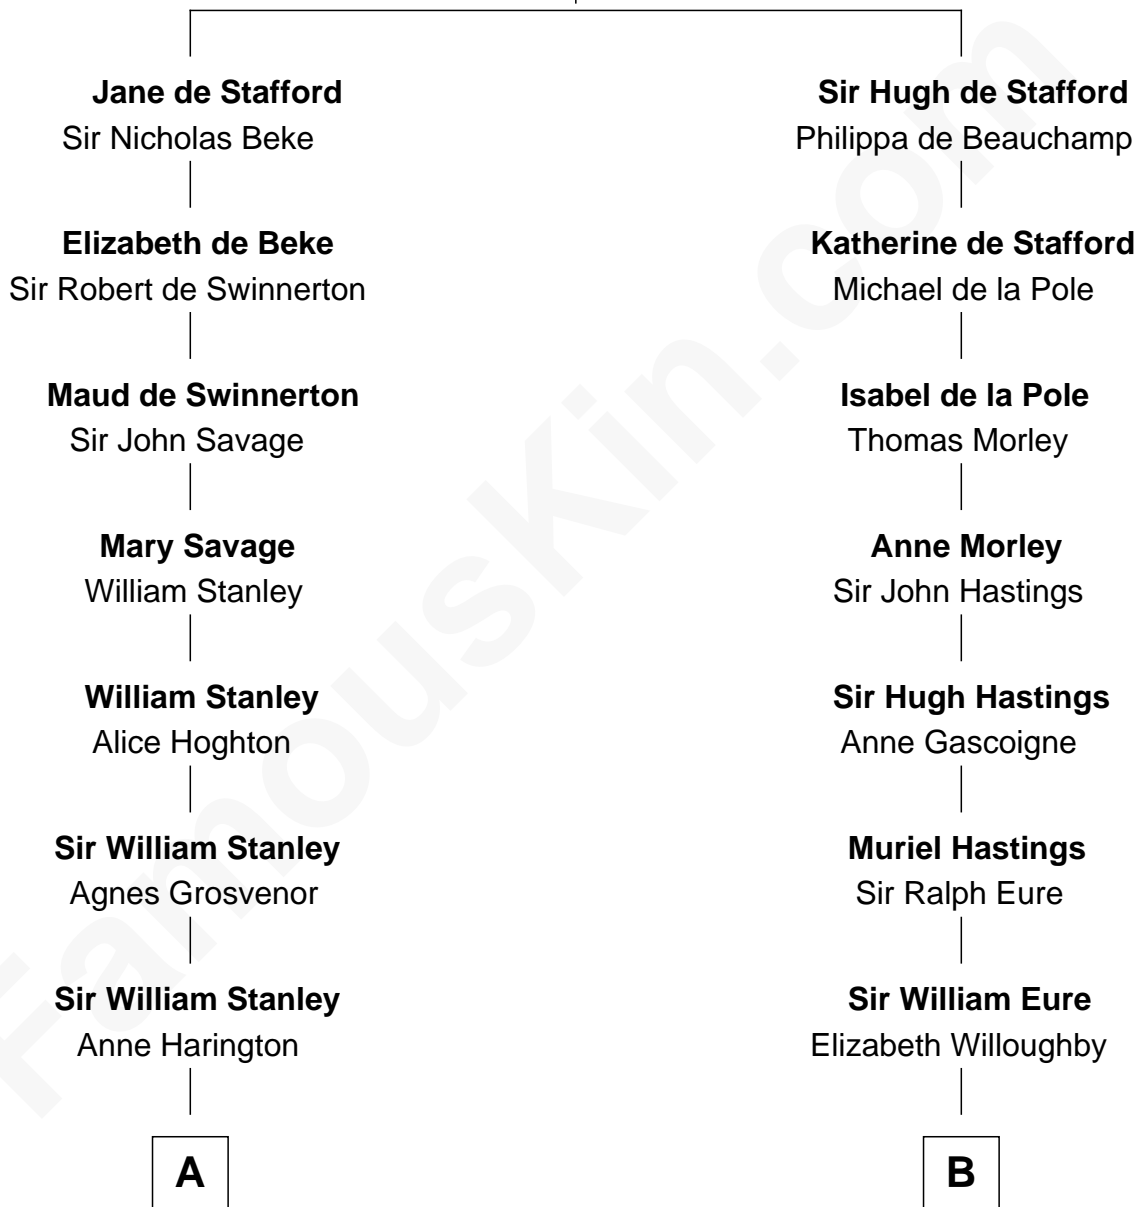 Jane de Stafford
Sir Nicholas Beke
Sir Hugh de Stafford
Philippa de Beauchamp
Elizabeth de Beke
Sir Robert de Swinnerton
Katherine de Stafford
Michael de la Pole
Maud de Swinnerton
Sir John Savage
Isabel de la Pole
Thomas Morley
Mary Savage
William Stanley
Anne Morley
Sir John Hastings
William Stanley
Alice Hoghton
Sir Hugh Hastings
Anne Gascoigne
Sir William Stanley
Agnes Grosvenor
Muriel Hastings
Sir Ralph Eure
Sir William Stanley
Anne Harington
Sir William Eure
Elizabeth Willoughby
A
B
FamousKin.com